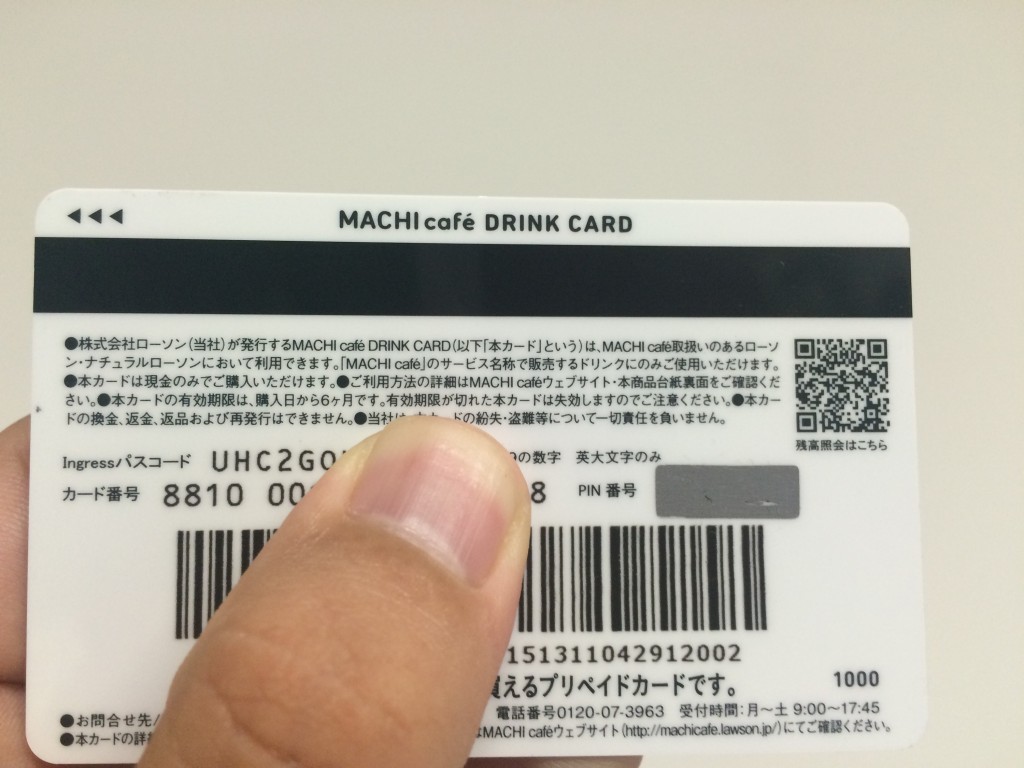 ◀◀◀ MACHI café DRINK CARD
●株式会社ローソン(当社)が発行するMACHI café DRINK CARD(以下「本カード」という)は、MACHI café取扱いのあるローソ
ン・ナチュラルローソンにおいて利用できます。「MACHI café」のサービス名称で販売するドリンクにのみご使用いただけます。
●本カードは現金のみでご購入いただけます。●ご利用方法の詳細はMACHI caféウェブサイト・本商品台紙裏面をご確認くだ
さい。●本カードの有効期限は、購入日から6ヶ月です。有効期限が切れた本カードは失効しますのでご注意ください。●本カー
ドの換金、返金、返品および再発行はできません。●当社は、本カードの紛失・盗難等について一切責任を負いません。
残高照会はこちら
Ingressパスコード UHC2G の数字 英大文字のみ
カード番号 8810 00 8 PIN 番号
151311042912002
買えるプリペイドカードです。 1000
●お問合せ先/ 電話番号0120-07-3963 受付時間:月〜土 9:00〜17:45
●本カードの詳 MACHI caféウェブサイト(http://machicafe.lawson.jp/)にてご確認ください。